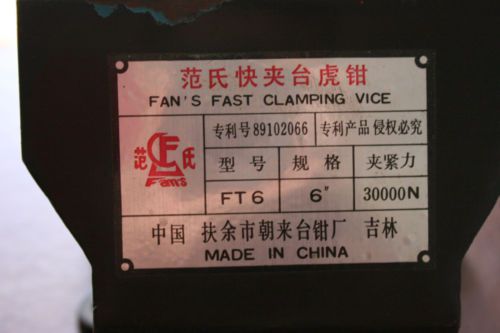 范氏快夹台虎钳
FAN'S FAST CLAMPING VICE
专利号89102066 专利产品 侵权必究
范 氏
Fan's
型号 规格 夹紧力
FT6 6" 30000N
中国 扶余市朝来台钳厂 吉林
MADE IN CHINA